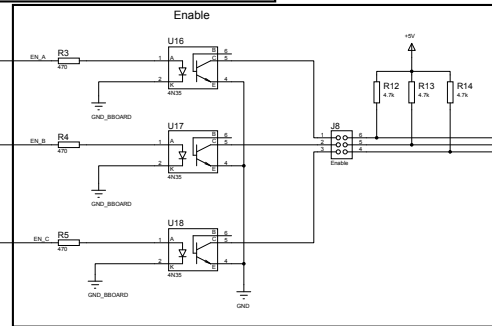 Enable
U16
EN_A R3
470
1 A B 6
C 5
2 K E 4
4N35
GND_BBOARD
U17
EN_B R4
470
1 A B 6
C 5
2 K E 4
4N35
GND_BBOARD
U18
EN_C R5
470
1 A B 6
C 5
2 K E 4
4N35
GND_BBOARD
GND
+5V
R12 R13 R14
4.7k 4.7k 4.7k
J8
1 6
2 5
3 4
Enable